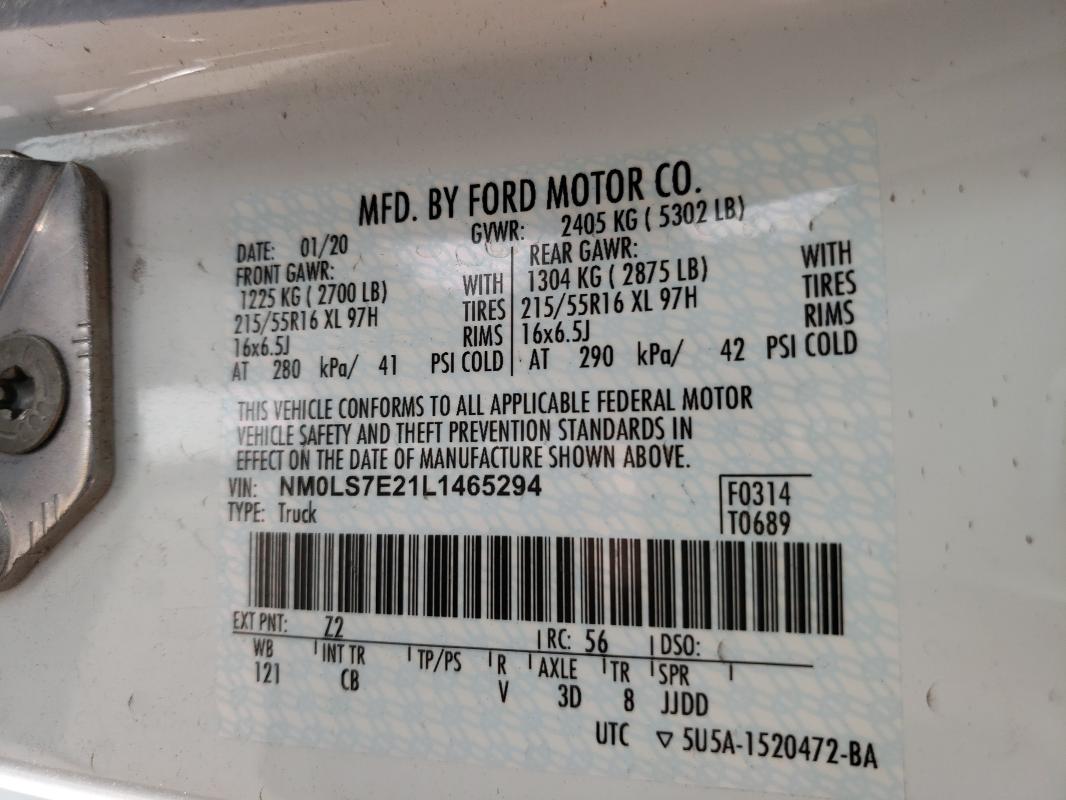 MFD. BY FORD MOTOR CO.
DATE: 01/20 GVWR: 2405 KG ( 5302 LB)
FRONT GAWR: REAR GAWR:
1225 KG ( 2700 LB) WITH 1304 KG ( 2875 LB) WITH
215/55R16 XL 97H TIRES 215/55R16 XL 97H TIRES
16x6.5J RIMS 16x6.5J RIMS
AT 280 kPa/ 41 PSI COLD AT 290 kPa/ 42 PSI COLD
THIS VEHICLE CONFORMS TO ALL APPLICABLE FEDERAL MOTOR
VEHICLE SAFETY AND THEFT PREVENTION STANDARDS IN
EFFECT ON THE DATE OF MANUFACTURE SHOWN ABOVE.
VIN: NM0LS7E21L1465294 F0314
TYPE: Truck T0689
EXT PNT: Z2 RC: 56 DSO:
WB INT TR TP/PS R AXLE TR SPR
121 CB V 3D 8 JJDD
UTC ▽ 5U5A-1520472-BA